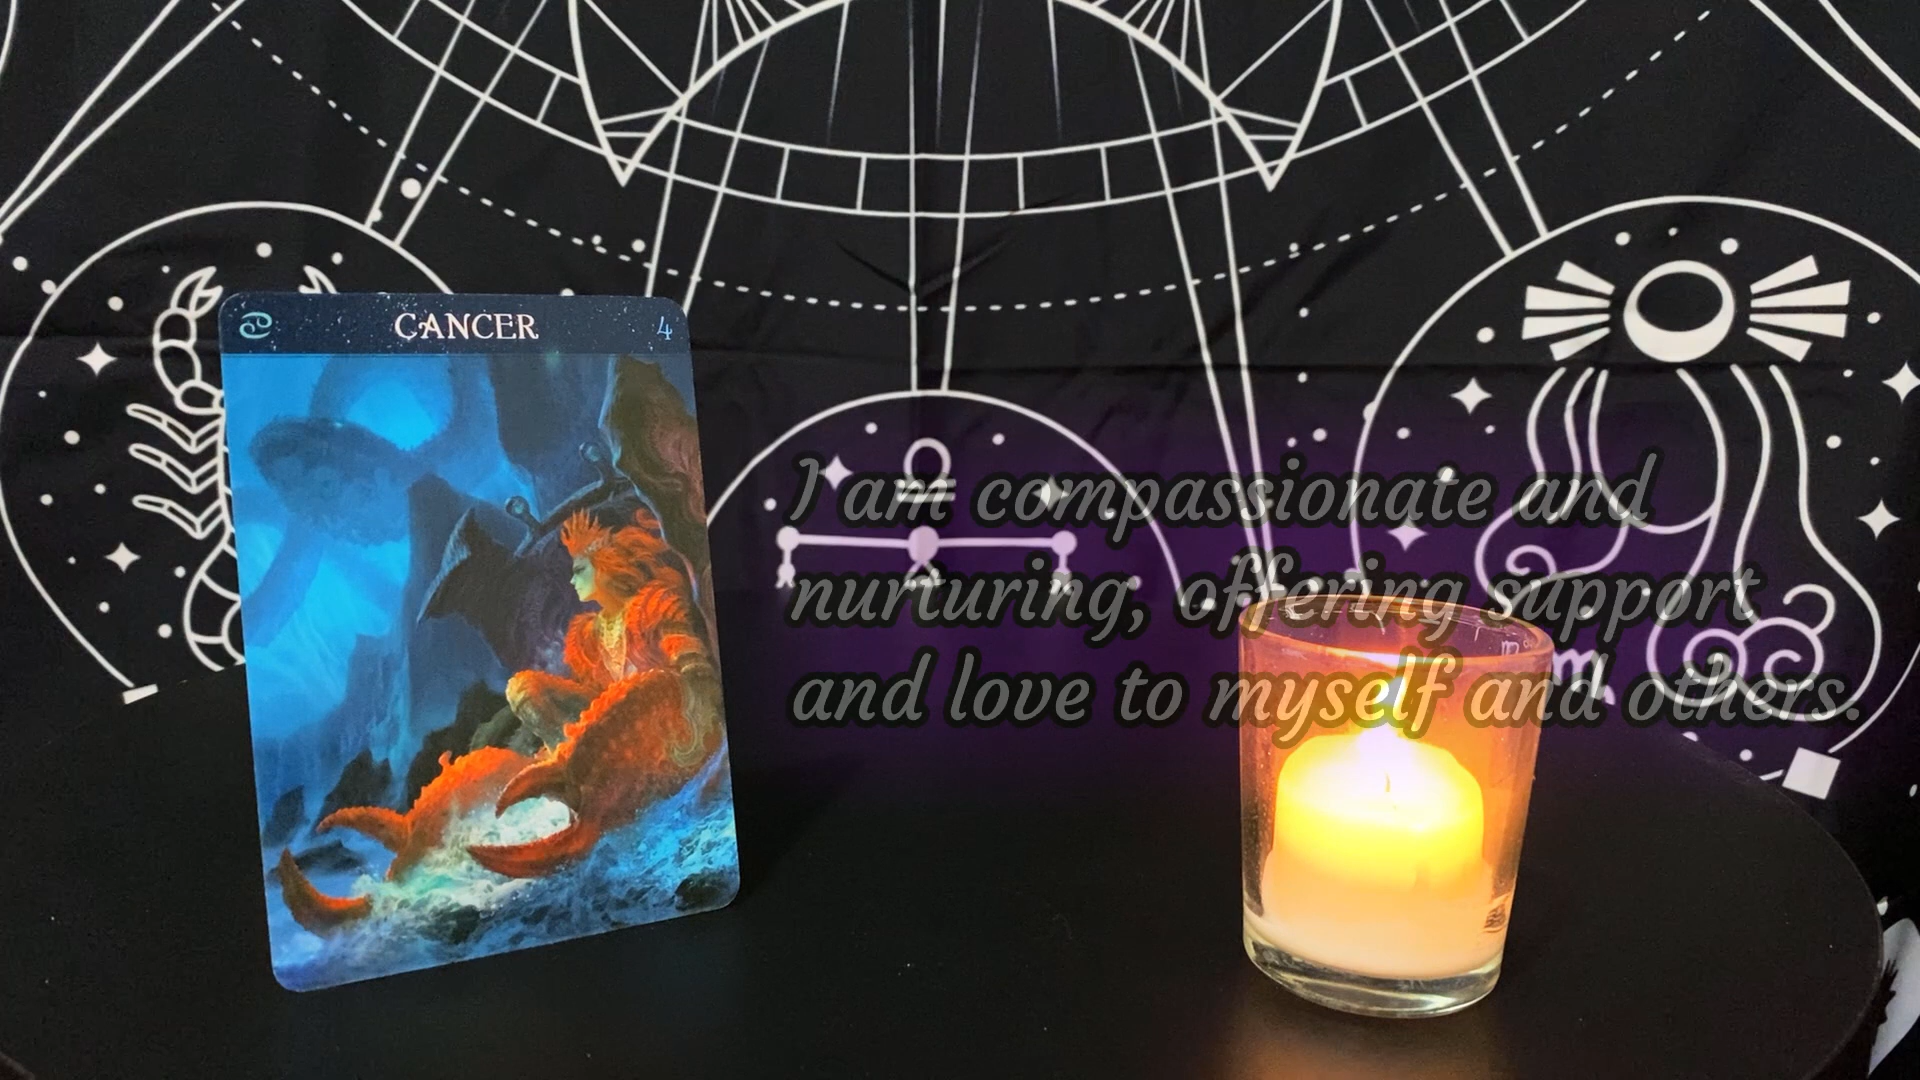 CANCER 4
I am compassionate and
nurturing, offering support
and love to myself and others.